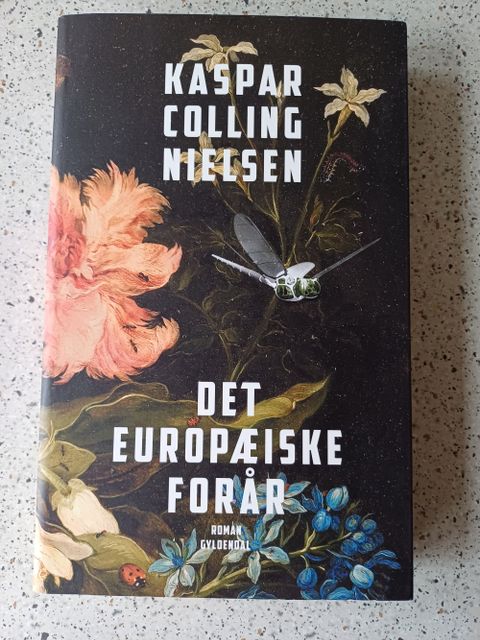 KASPAR
COLLING
NIELSEN
DET
EUROPÆISKE
FORÅR
ROMAN
GYLDENDAL